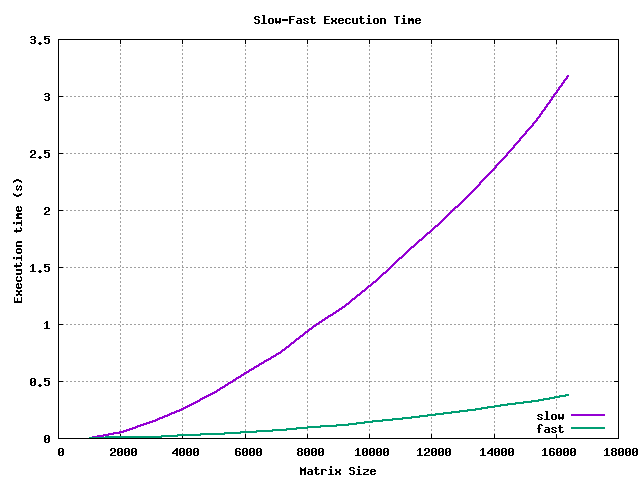 Slow-Fast Execution Time
3.5
3
2.5
2
1.5
1
0.5
0
Execution time (s)
slow
fast
0 2000 4000 6000 8000 10000 12000 14000 16000 18000
Matrix Size